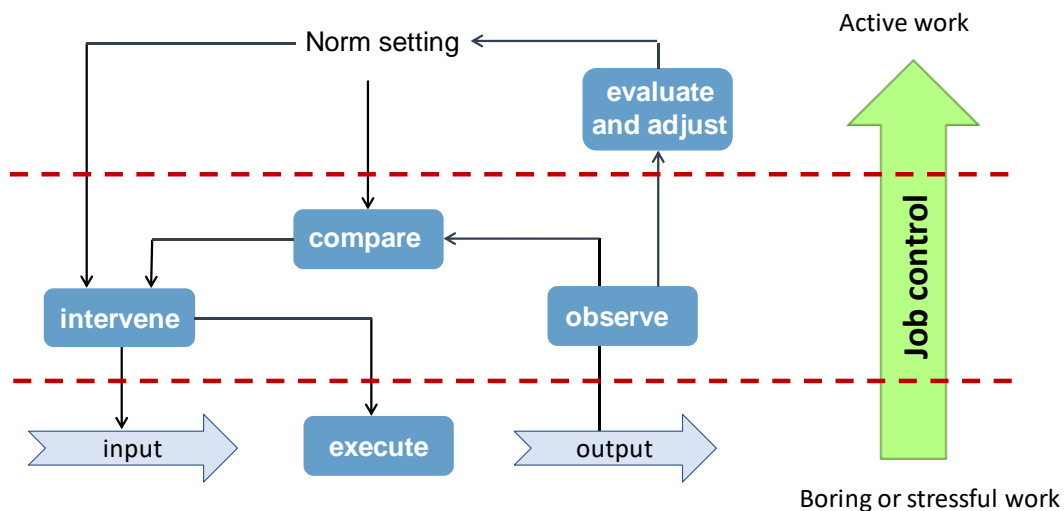 Active work
Norm setting
evaluate
and adjust
Job control
compare
intervene
observe
input
execute
output
Boring or stressful work